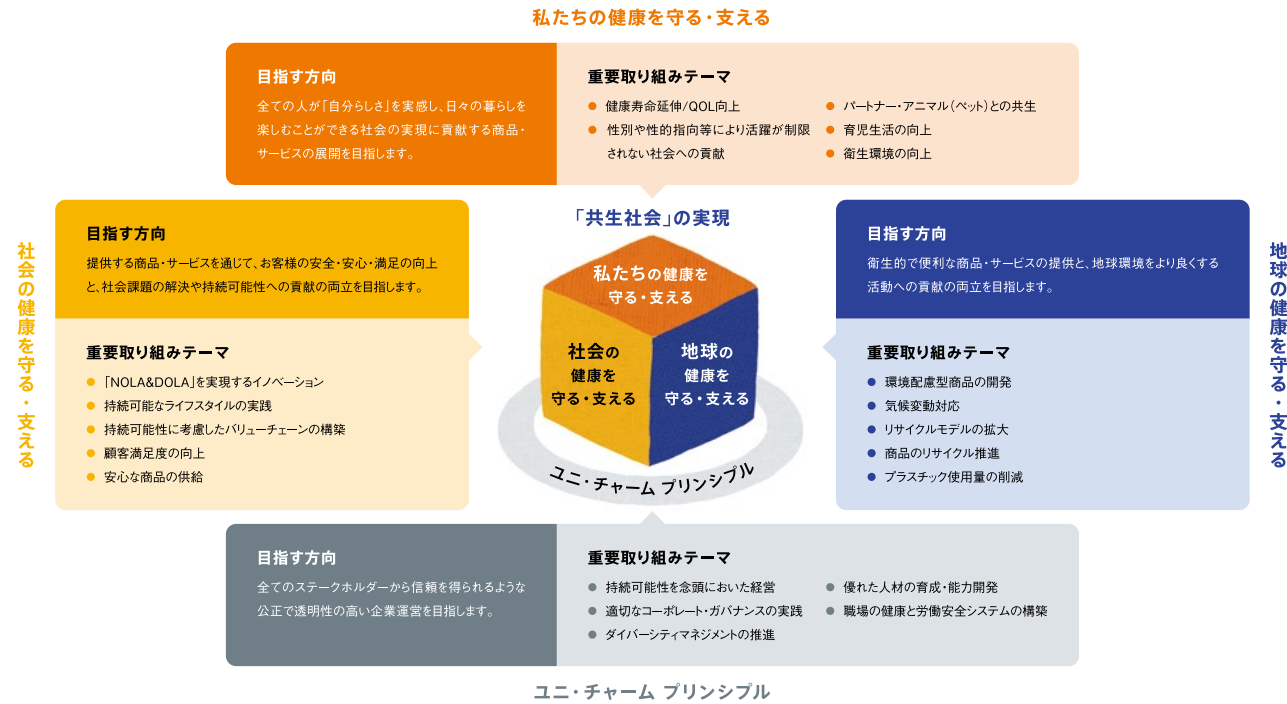 私たちの健康を守る・支える
目指す方向
全ての人が「自分らしさ」を実感し、日々の暮らしを
楽しむことができる社会の実現に貢献する商品・
サービスの展開を目指します。
重要取り組みテーマ
健康寿命延伸/QOL向上
性別や性的指向等により活躍が制限
されない社会への貢献
パートナー・アニマル（ペット）との共生
育児生活の向上
衛生環境の向上
社会の健康を守る・支える
目指す方向
提供する商品・サービスを通じて、お客様の安全・安心・満足の向上
と、社会課題の解決や持続可能性への貢献の両立を目指します。
重要取り組みテーマ
「NOLA&DOLA」を実現するイノベーション
持続可能なライフスタイルの実践
持続可能性に考慮したバリューチェーンの構築
顧客満足度の向上
安心な商品の供給
「共生社会」の実現
私たちの健康を
守る・支える
社会の
健康を
守る・支える
地球の
健康を
守る・支える
ユニ・チャーム プリンシプル
目指す方向
衛生的で便利な商品・サービスの提供と、地球環境をより良くする
活動への貢献の両立を目指します。
重要取り組みテーマ
環境配慮型商品の開発
気候変動対応
リサイクルモデルの拡大
商品のリサイクル推進
プラスチック使用量の削減
地球の健康を守る・支える
目指す方向
全てのステークホルダーから信頼を得られるような
公正で透明性の高い企業運営を目指します。
重要取り組みテーマ
持続可能性を念頭においた経営
適切なコーポレート・ガバナンスの実践
ダイバーシティマネジメントの推進
優れた人材の育成・能力開発
職場の健康と労働安全システムの構築
ユニ・チャーム プリンシプル